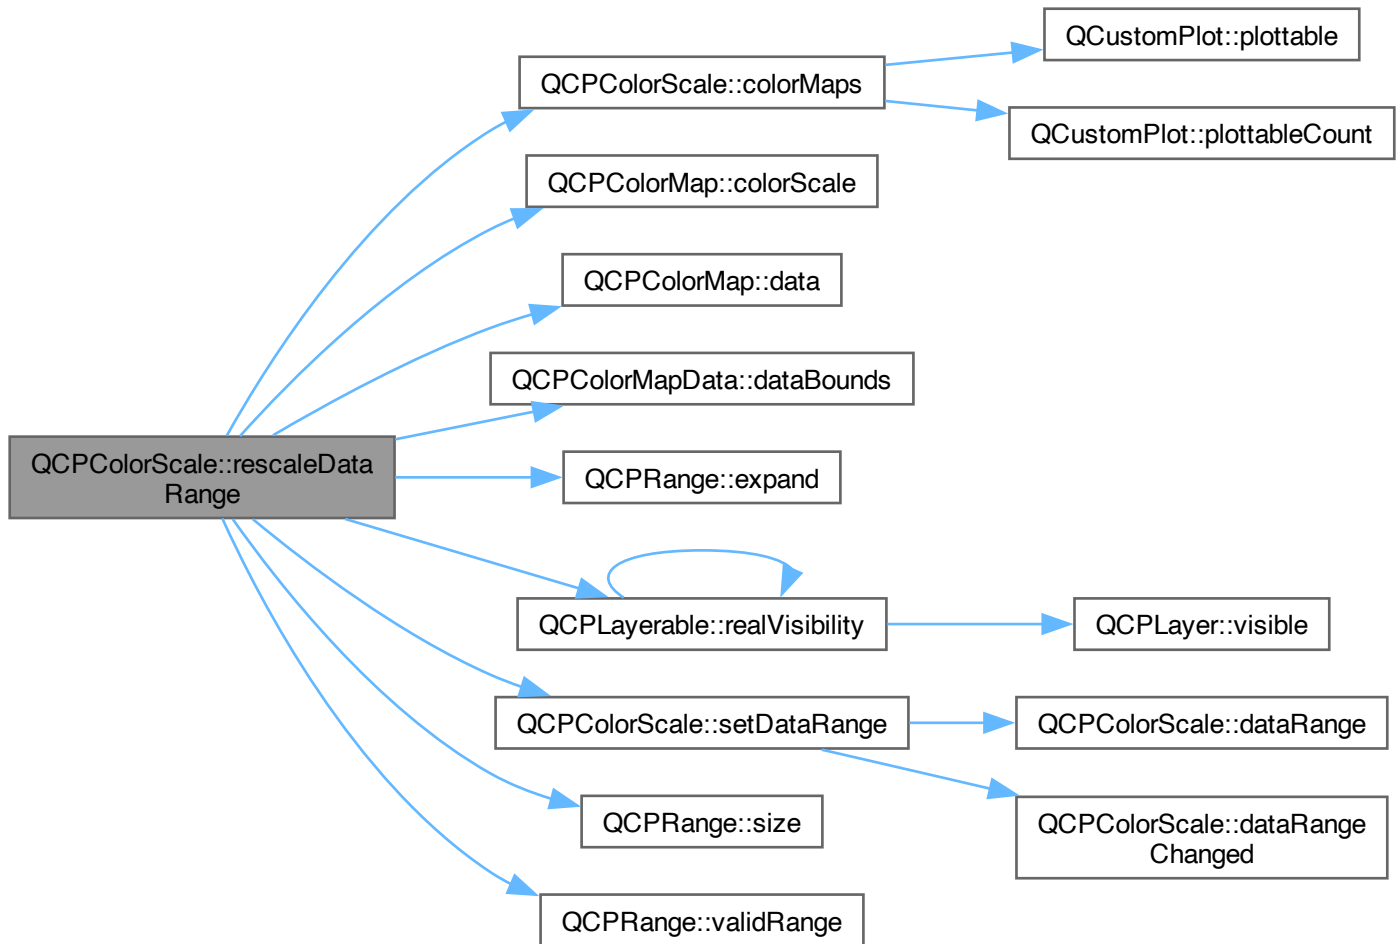 QCustomPlot::plottable
QCPColorScale::colorMaps
QCustomPlot::plottableCount
QCPColorMap::colorScale
QCPColorMap::data
QCPColorMapData::dataBounds
QCPColorScale::rescaleData
Range
QCPRange::expand
QCPLayerable::realVisibility
QCPLayer::visible
QCPColorScale::setDataRange
QCPColorScale::dataRange
QCPRange::size
QCPColorScale::dataRange
Changed
QCPRange::validRange